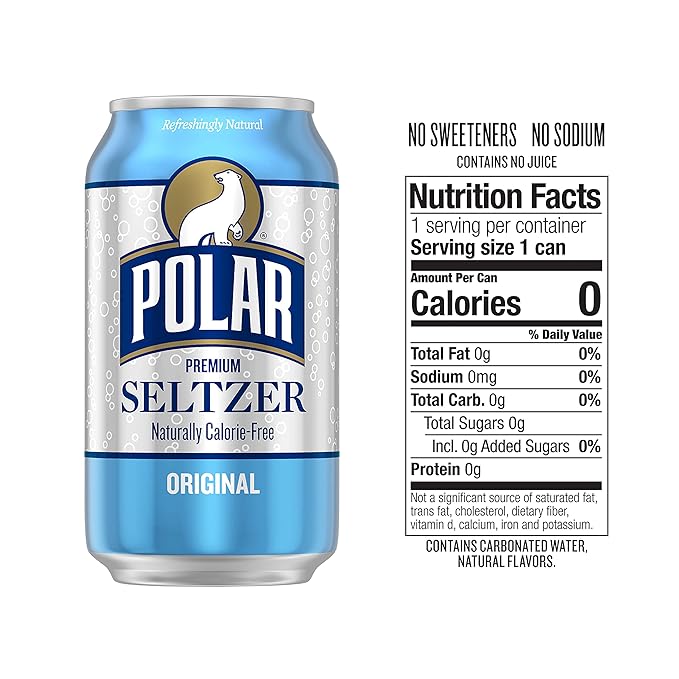 Refreshingly Natural
POLAR
®
PREMIUM
SELTZER
Naturally Calorie-Free
ORIGINAL
NO SWEETENERS NO SODIUM
CONTAINS NO JUICE
Nutrition Facts
1 serving per container
Serving size 1 can
Amount Per Can
Calories 0
% Daily Value
Total Fat 0g 0%
Sodium 0mg 0%
Total Carb. 0g 0%
Total Sugars 0g
Incl. 0g Added Sugars 0%
Protein 0g
Not a significant source of saturated fat,
trans fat, cholesterol, dietary fiber,
vitamin d, calcium, iron and potassium.
CONTAINS CARBONATED WATER,
NATURAL FLAVORS.